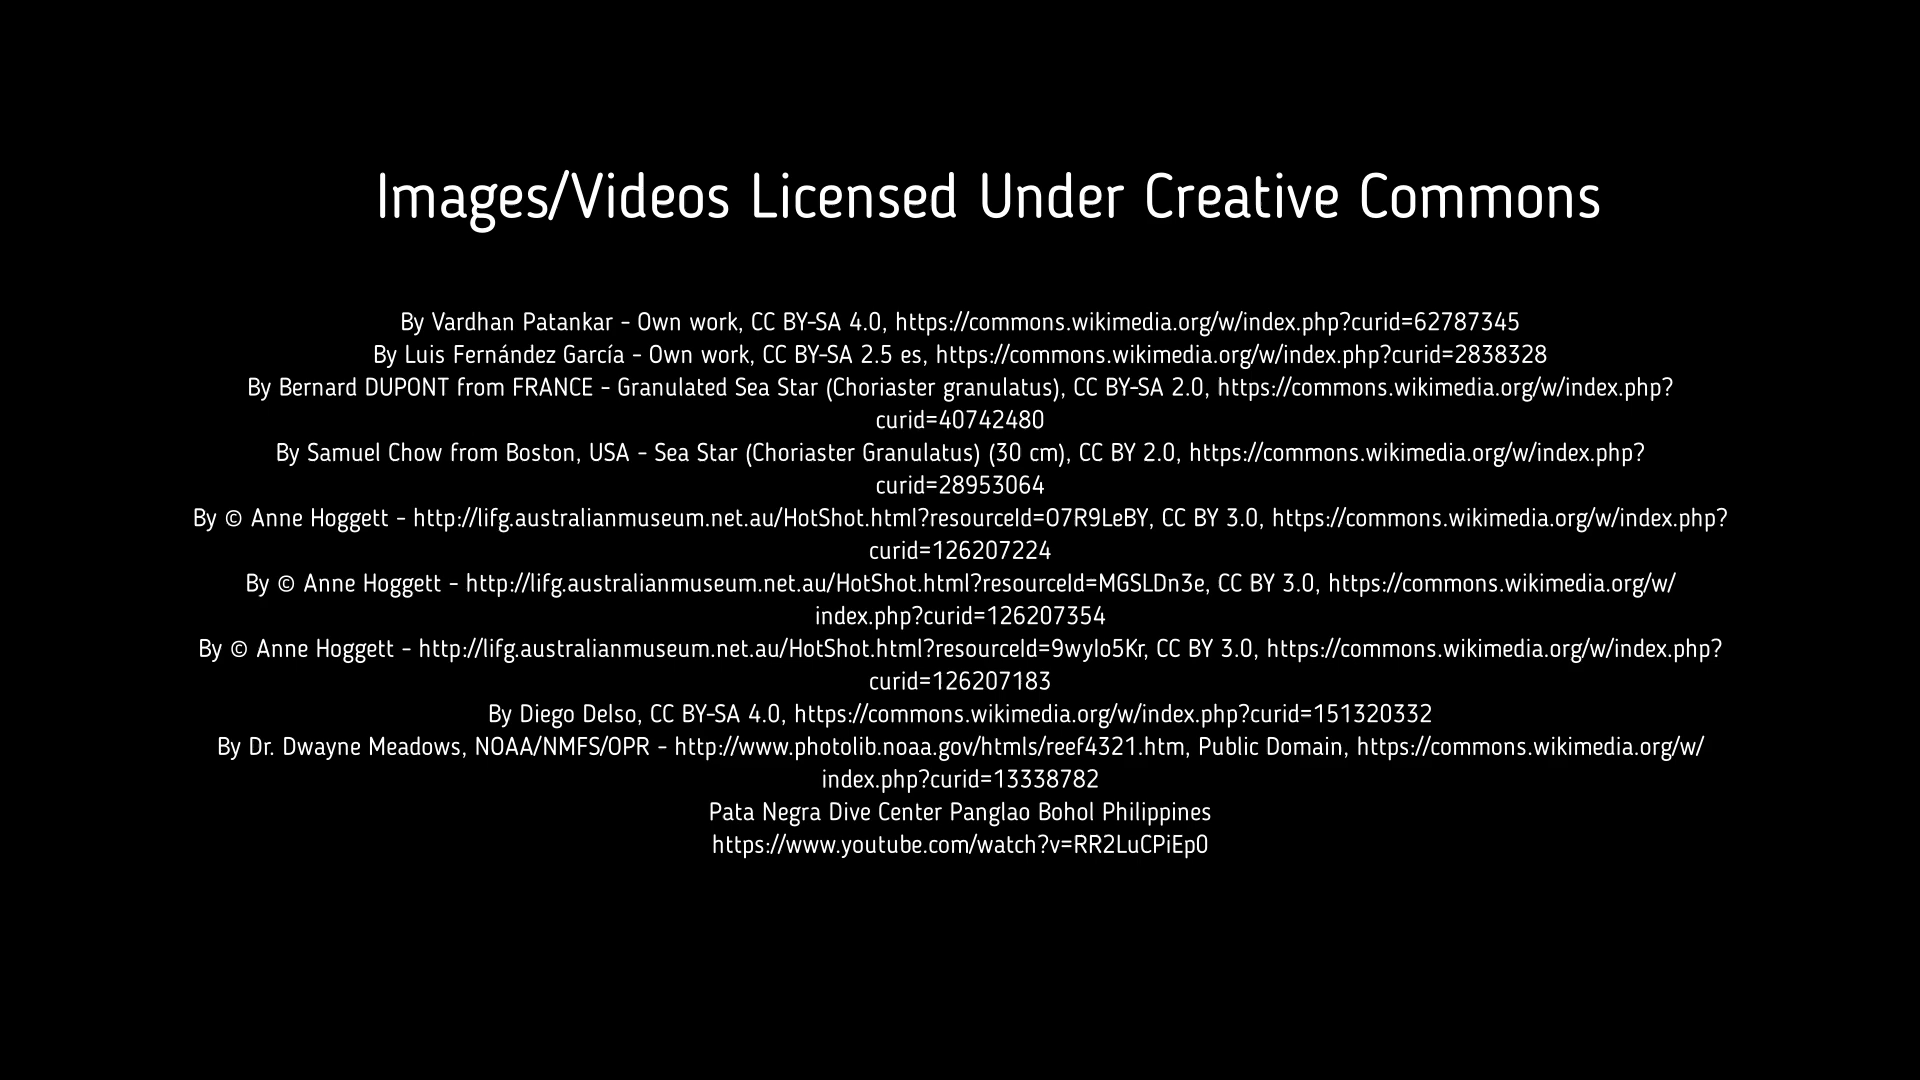 Images/Videos Licensed Under Creative Commons
By Vardhan Patankar - Own work, CC BY-SA 4.0, https://commons.wikimedia.org/w/index.php?curid=62787345
By Luis Fernández García - Own work, CC BY-SA 2.5 es, https://commons.wikimedia.org/w/index.php?curid=2838328
By Bernard DUPONT from FRANCE - Granulated Sea Star (Choriaster granulatus), CC BY-SA 2.0, https://commons.wikimedia.org/w/index.php?
curid=40742480
By Samuel Chow from Boston, USA - Sea Star (Choriaster Granulatus) (30 cm), CC BY 2.0, https://commons.wikimedia.org/w/index.php?
curid=28953064
By © Anne Hoggett - http://lifg.australianmuseum.net.au/HotShot.html?resourceId=O7R9LeBY, CC BY 3.0, https://commons.wikimedia.org/w/index.php?
curid=126207224
By © Anne Hoggett - http://lifg.australianmuseum.net.au/HotShot.html?resourceId=MGSLDn3e, CC BY 3.0, https://commons.wikimedia.org/w/
index.php?curid=126207354
By © Anne Hoggett - http://lifg.australianmuseum.net.au/HotShot.html?resourceId=9wyIo5Kr, CC BY 3.0, https://commons.wikimedia.org/w/index.php?
curid=126207183
By Diego Delso, CC BY-SA 4.0, https://commons.wikimedia.org/w/index.php?curid=151320332
By Dr. Dwayne Meadows, NOAA/NMFS/OPR - http://www.photolib.noaa.gov/htmls/reef4321.htm, Public Domain, https://commons.wikimedia.org/w/
index.php?curid=13338782
Pata Negra Dive Center Panglao Bohol Philippines
https://www.youtube.com/watch?v=RR2LuCPiEp0